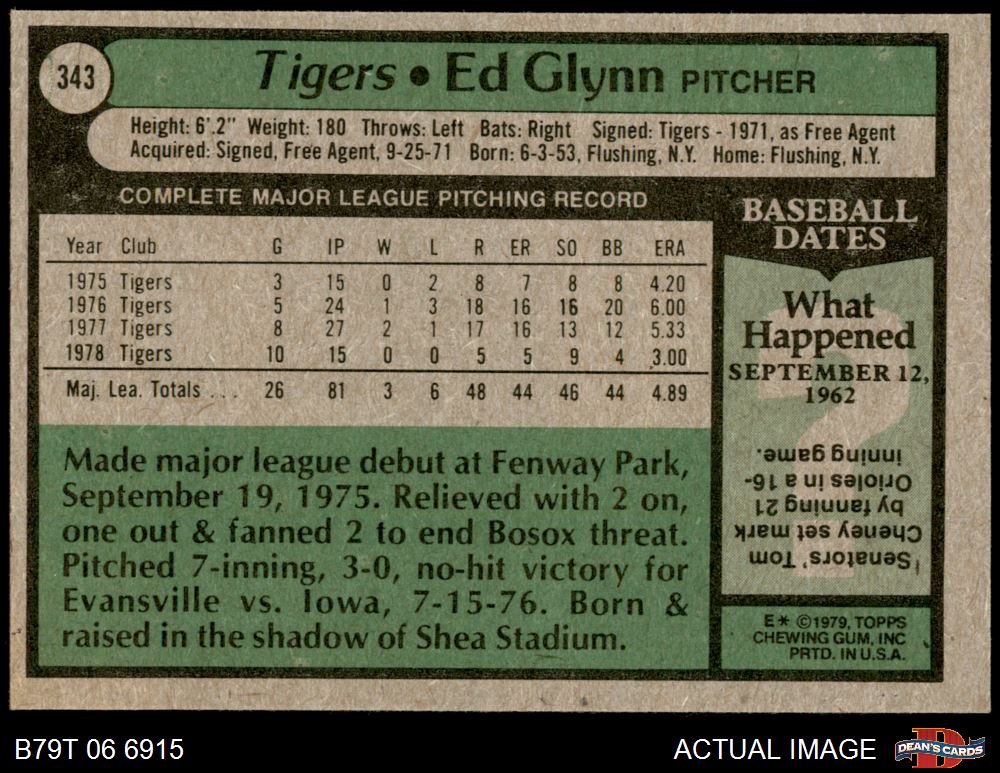 343
Tigers • Ed Glynn PITCHER
Height: 6'.2" Weight: 180 Throws: Left Bats: Right Signed: Tigers - 1971, as Free Agent
Acquired: Signed, Free Agent, 9-25-71 Born: 6-3-53, Flushing, N.Y. Home: Flushing, N.Y.
COMPLETE MAJOR LEAGUE PITCHING RECORD
Year Club G IP W L R ER SO BB ERA
1975 Tigers 3 15 0 2 8 7 8 8 4.20
1976 Tigers 5 24 1 3 18 16 16 20 6.00
1977 Tigers 8 27 2 1 17 16 13 12 5.33
1978 Tigers 10 15 0 0 5 5 9 4 3.00
Maj. Lea. Totals . . . 26 81 3 6 48 44 46 44 4.89
Made major league debut at Fenway Park,
September 19, 1975. Relieved with 2 on,
one out & fanned 2 to end Bosox threat.
Pitched 7-inning, 3-0, no-hit victory for
Evansville vs. Iowa, 7-15-76. Born &
raised in the shadow of Shea Stadium.
BASEBALL
DATES
What
Happened
SEPTEMBER 12,
1962
Senators' Tom
Cheney set mark
by fanning 21
Orioles in a 16-
inning game.
E* ©1979, TOPPS
CHEWING GUM, INC
PRTD. IN U.S.A.
B79T 06 6915
ACTUAL IMAGE
D
DEAN'S CARDS